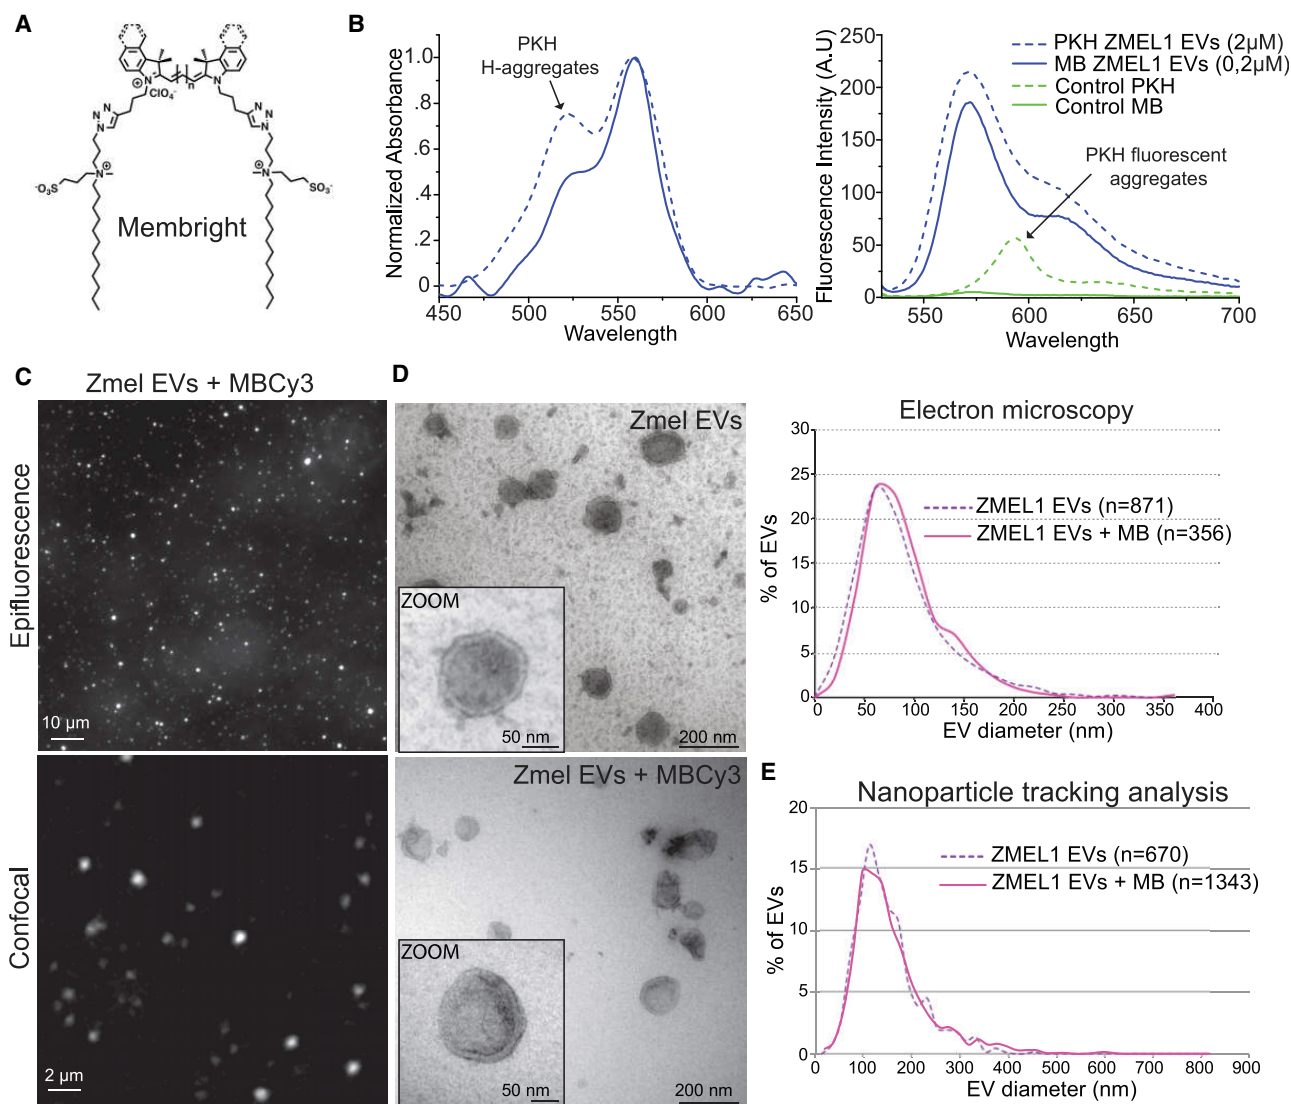 A
N
+
ClO4-
n
N
N
N
N
N
N
N
N+
N+
-O3S
SO3-
Membright
B
Normalized Absorbance
1.0
.8
.6
.4
.2
0
450
500
550
600
650
Wavelength
PKH
H-aggregates
Fluorescence Intensity (A.U)
250
200
150
100
50
0
550
600
650
700
Wavelength
PKH ZMEL1 EVs (2µM)
MB ZMEL1 EVs (0,2µM)
Control PKH
Control MB
PKH fluorescent
aggregates
C
Zmel EVs + MBCy3
Epifluorescence
10 µm
Confocal
2 µm
D
Zmel EVs
ZOOM
50 nm
200 nm
Zmel EVs + MBCy3
ZOOM
50 nm
200 nm
Electron microscopy
% of EVs
30
25
20
15
10
5
0
ZMEL1 EVs (n=871)
ZMEL1 EVs + MB (n=356)
0
50
100
150
200
250
300
350
400
EV diameter (nm)
E
Nanoparticle tracking analysis
% of EVs
20
15
10
5
0
ZMEL1 EVs (n=670)
ZMEL1 EVs + MB (n=1343)
0
100
200
300
400
500
600
700
800
900
EV diameter (nm)